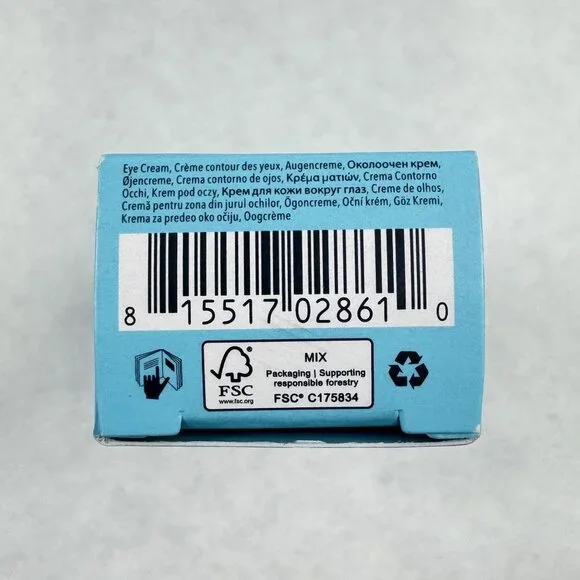 Eye Cream, Crème contour des yeux, Augencreme, Околоочен крем,
Øjencreme, Crema contorno de ojos, Κρέμα ματιών, Crema Contorno
Occhi, Krem pod oczy, Крем для кожи вокруг глаз, Creme de olhos,
Cremă pentru zona din jurul ochilor, Ögoncreme, Oční krém, Göz Kremi,
Krema za predeo oko očiju, Oogcrème
8 15517 02861 0
FSC
www.fsc.org
MIX
Packaging | Supporting
responsible forestry
FSC® C175834